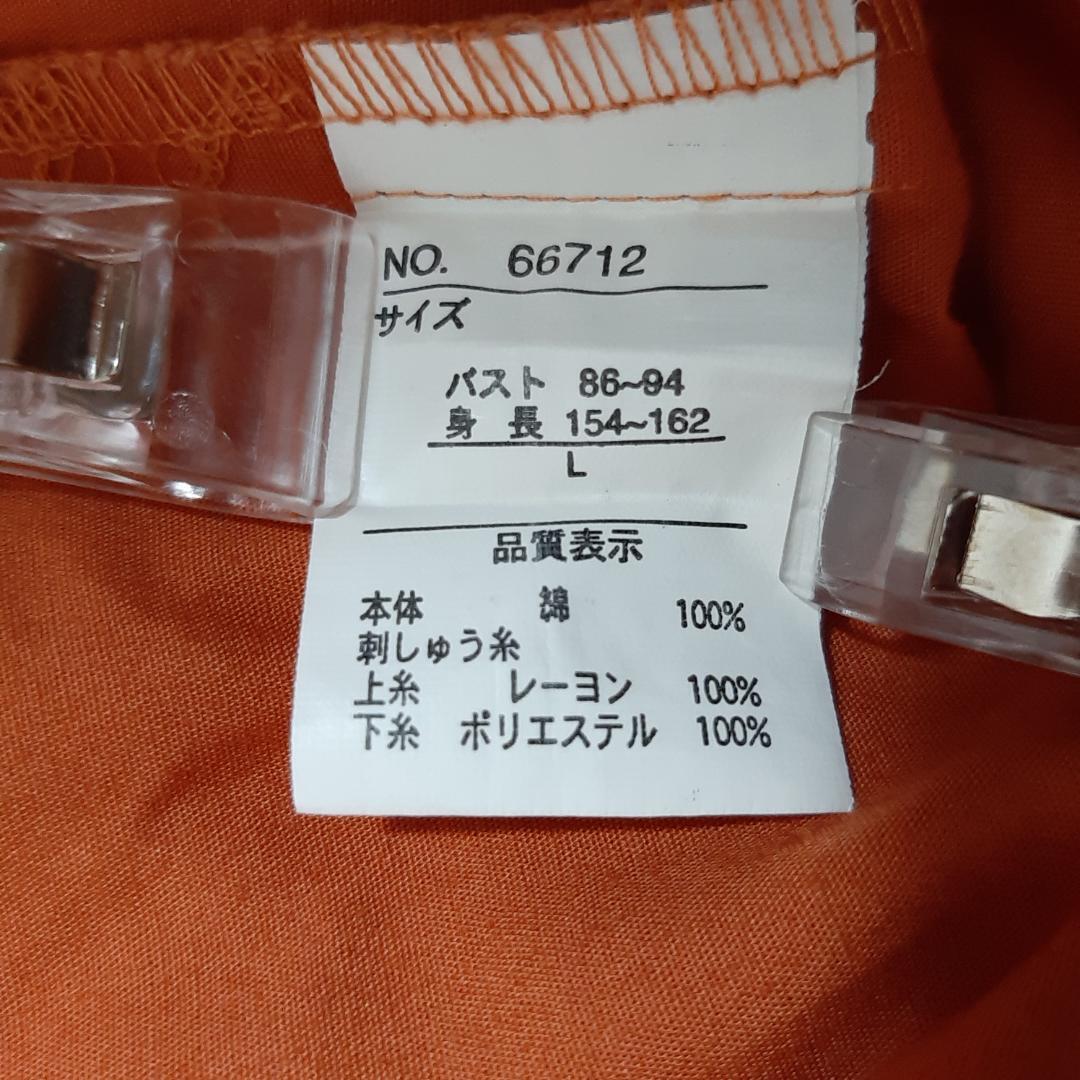 NO. 66712
サイズ
バスト 86~94
身 長 154~162
L
品質表示
本体 綿 100%
刺しゅう糸
上糸 レーヨン 100%
下糸 ポリエステル 100%